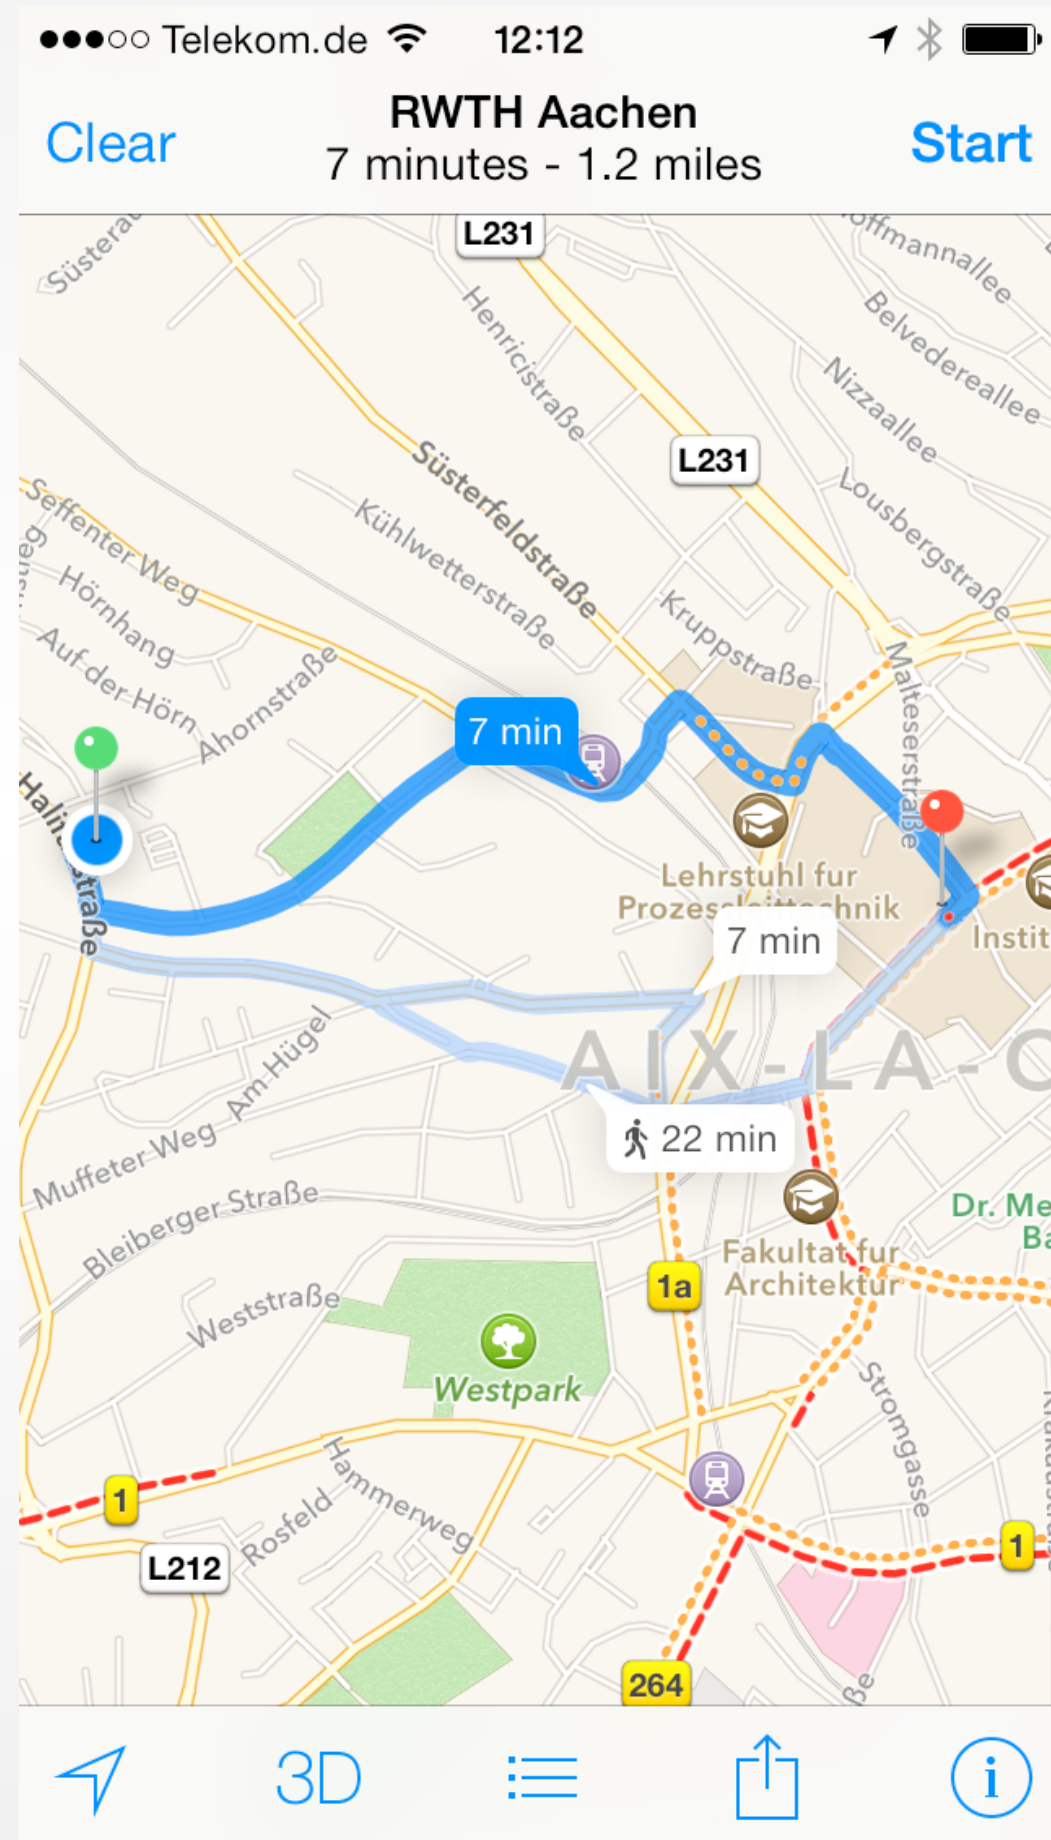 Telekom.de 12:12
RWTH Aachen
Clear
7 minutes - 1.2 miles
Start
L231
Henricistraße
Belvedereallee
Nizzaallee
L231
Süsterfeldstraße
Lousbergstraße
Seffenter Weg
Kühlwetterstraße
Hörnhang
Kruppstraße
Auf der Hörn
Ahornstraße
Malteserstraße
7 min
Lehrstuhl fur
7 min
Instit
AIX-LA-C
Am Hügel
22 min
Muffeter Weg
Bleiberger Straße
Dr. Me
Ba
Fakultat fur
Architektur
1a
Weststraße
Westpark
Stromgasse
Hammerweg
1
Rosfeld
1
L212
264
3D